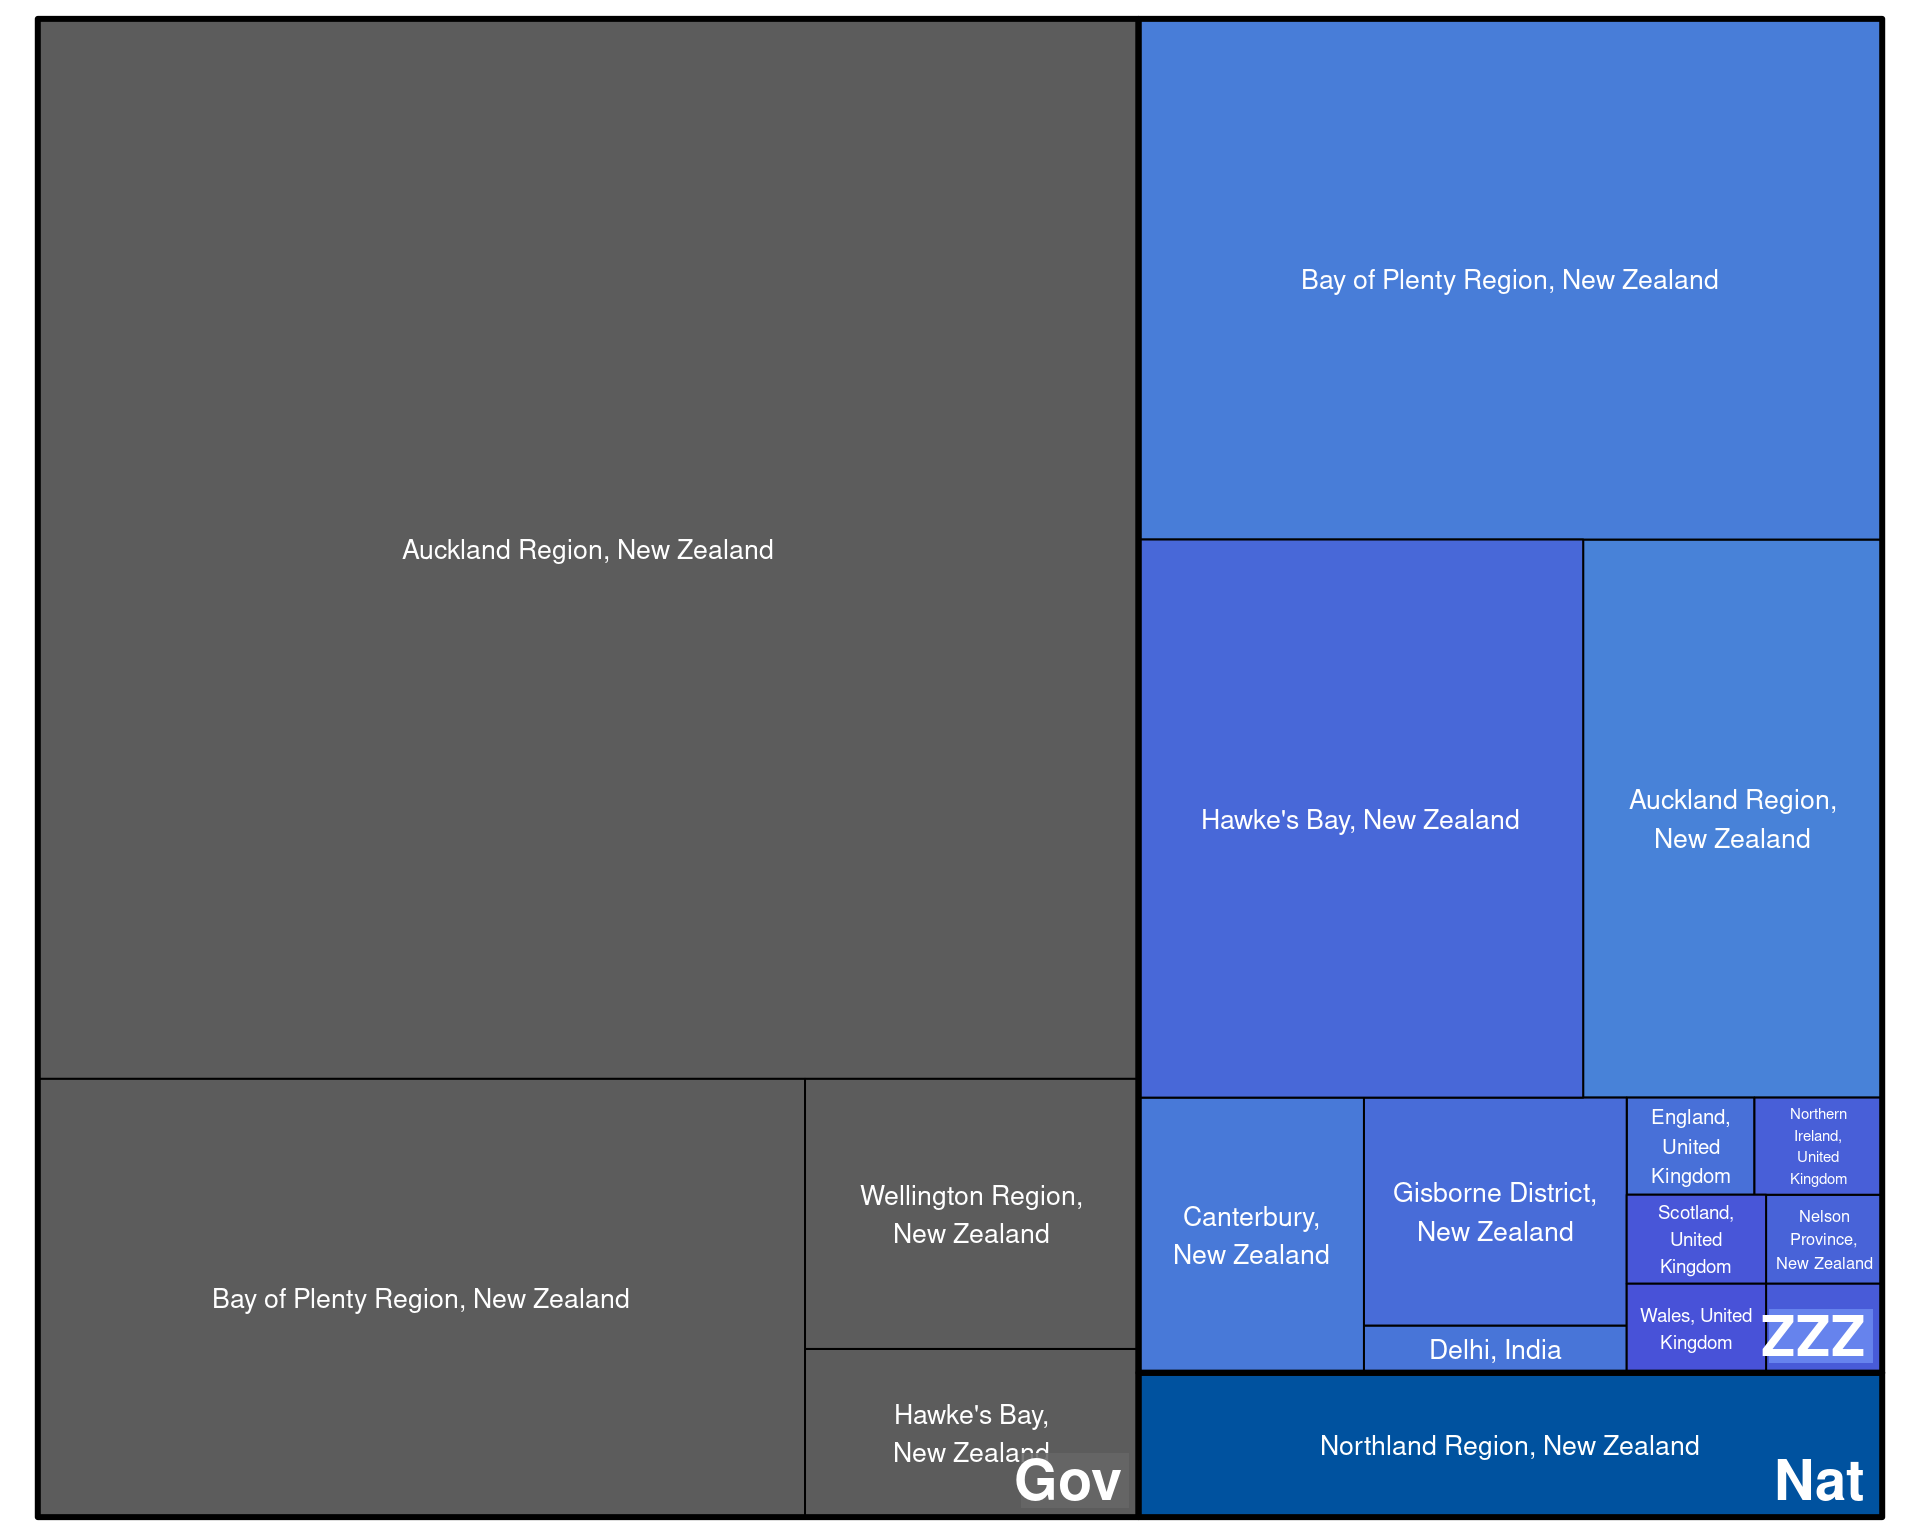 Auckland Region, New Zealand
Bay of Plenty Region, New Zealand
Wellington Region,
New Zealand
Hawke's Bay,
New Zealand
Gov
Bay of Plenty Region, New Zealand
Hawke's Bay, New Zealand
Auckland Region,
New Zealand
Canterbury,
New Zealand
Gisborne District,
New Zealand
Delhi, India
England,
United
Kingdom
Northern
Ireland,
United
Kingdom
Scotland,
United
Kingdom
Nelson
Province,
New Zealand
Wales, United
Kingdom
ZZZ
Northland Region, New Zealand
Nat